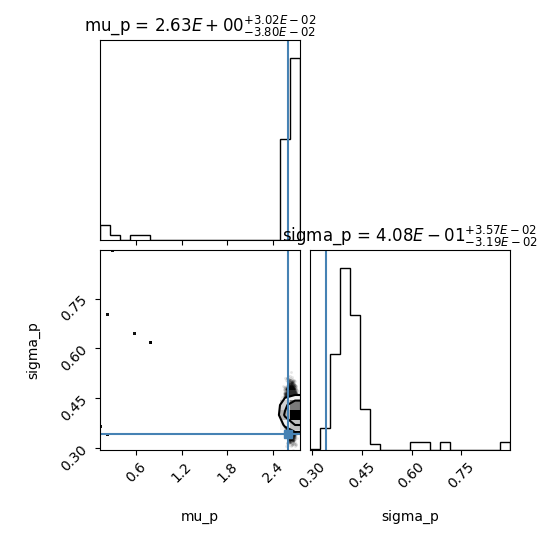 mu_p = 2.63E + 00+3.02E−02 −3.80E−02
sigma_p = 4.08E − 01+3.57E−02 −3.19E−02
sigma_p
0.75
0.60
0.45
0.30
0.6 1.2 1.8 2.4
0.30 0.45 0.60 0.75
mu_p
sigma_p